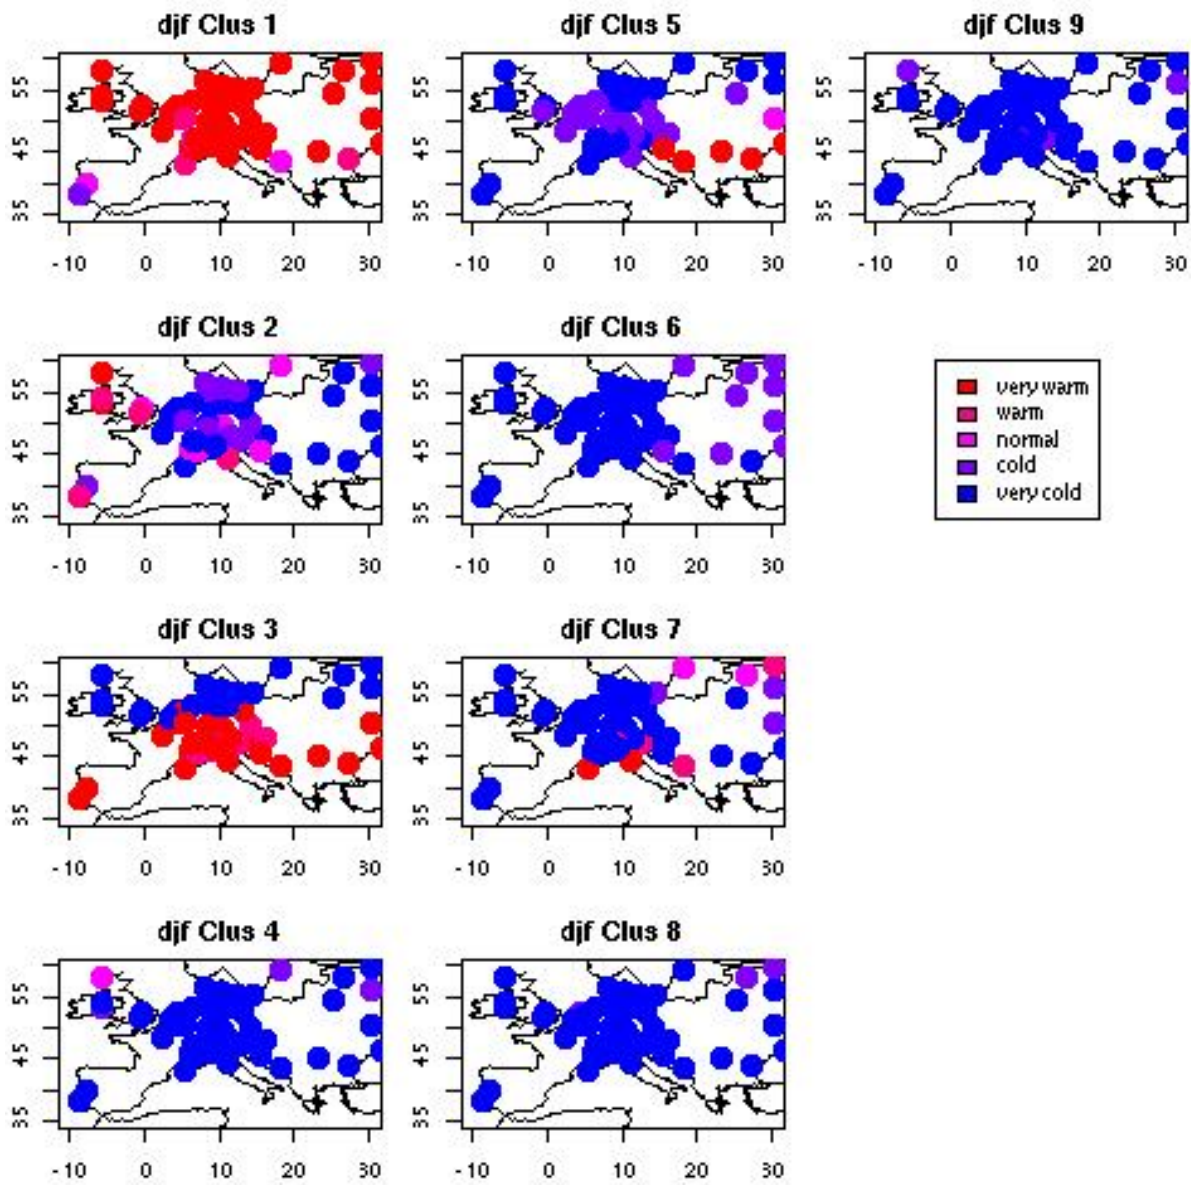 djf Clus 1
djf Clus 5
djf Clus 9
55
45
35
55
45
35
55
45
35
-10 0 10 20 30
-10 0 10 20 30
-10 0 10 20 30
djf Clus 2
djf Clus 6
55
45
35
55
45
35
very warm
warm
normal
cold
very cold
-10 0 10 20 30
-10 0 10 20 30
djf Clus 3
djf Clus 7
55
45
35
55
45
35
-10 0 10 20 30
-10 0 10 20 30
djf Clus 4
djf Clus 8
55
45
35
55
45
35
-10 0 10 20 30
-10 0 10 20 30